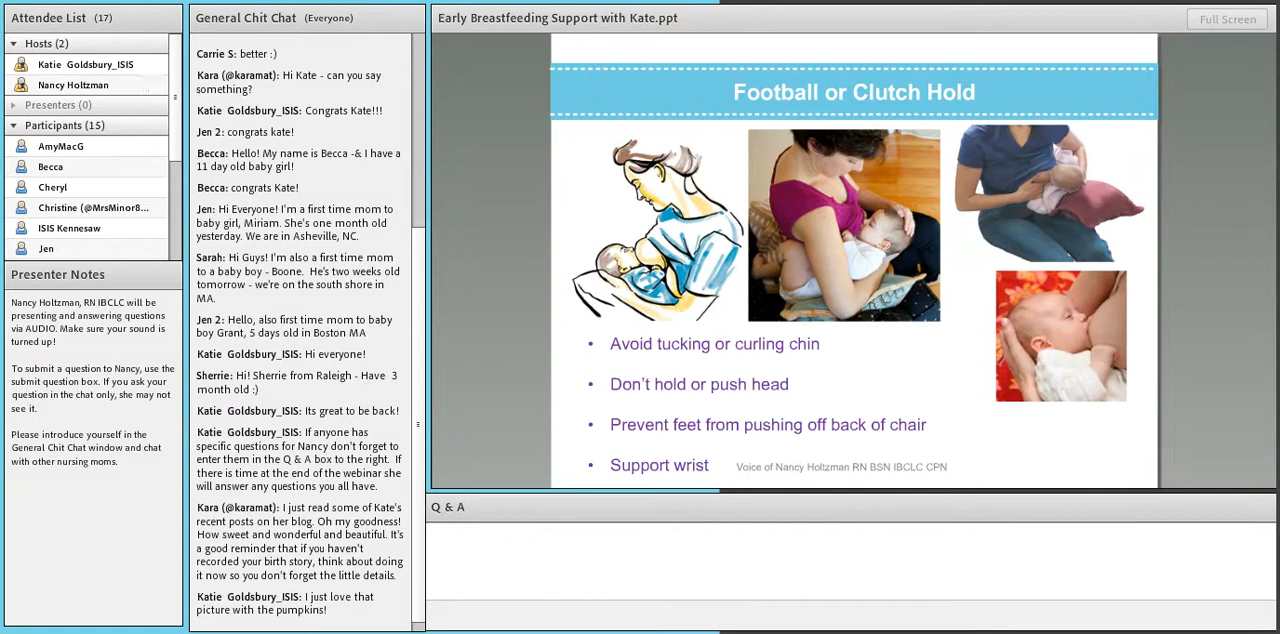 Attendee List (17)
Hosts (2)
Katie Goldsbury_ISIS
Nancy Holtzman
Presenters (0)
Participants (15)
AmyMacG
Becca
Cheryl
Christine (@MrsMinor8...
ISIS Kennesaw
Jen
Presenter Notes
Nancy Holtzman, RN IBCLC will be
presenting and answering questions
via AUDIO. Make sure your sound is
turned up!
To submit a question to Nancy, use the
submit question box. If you ask your
question in the chat only, she may not
see it.
Please introduce yourself in the
General Chit Chat window and chat
with other nursing moms.
General Chit Chat (Everyone)
Carrie S: better :)
Kara (@karamat): Hi Kate - can you say
something?
Katie Goldsbury_ISIS: Congrats Kate!!!
Jen 2: congrats kate!
Becca: Hello! My name is Becca -& I have a
11 day old baby girl!
Becca: congrats Kate!
Jen: Hi Everyone! I'm a first time mom to
baby girl, Miriam. She's one month old
yesterday. We are in Asheville, NC.
Sarah: Hi Guys! I'm also a first time mom
to a baby boy - Boone. He's two weeks old
tomorrow - we're on the south shore in
MA.
Jen 2: Hello, also first time mom to baby
boy Grant, 5 days old in Boston MA
Katie Goldsbury_ISIS: Hi everyone!
Sherrie: Hi! Sherrie from Raleigh - Have 3
month old :)
Katie Goldsbury_ISIS: Its great to be back!
Katie Goldsbury_ISIS: If anyone has
specific questions for Nancy don't forget to
enter them in the Q & A box to the right. If
there is time at the end of the webinar she
will answer any questions you all have.
Kara (@karamat): I just read some of Kate's
recent posts on her blog. Oh my goodness!
How sweet and wonderful and beautiful. It's
a good reminder that if you haven't
recorded your birth story, think about doing
it now so you don't forget the little details.
Katie Goldsbury_ISIS: I just love that
picture with the pumpkins!
Early Breastfeeding Support with Kate.ppt
Full Screen
Football or Clutch Hold
• Avoid tucking or curling chin
• Don't hold or push head
• Prevent feet from pushing off back of chair
• Support wrist
Voice of Nancy Holtzman RN BSN IBCLC CPN
Q & A